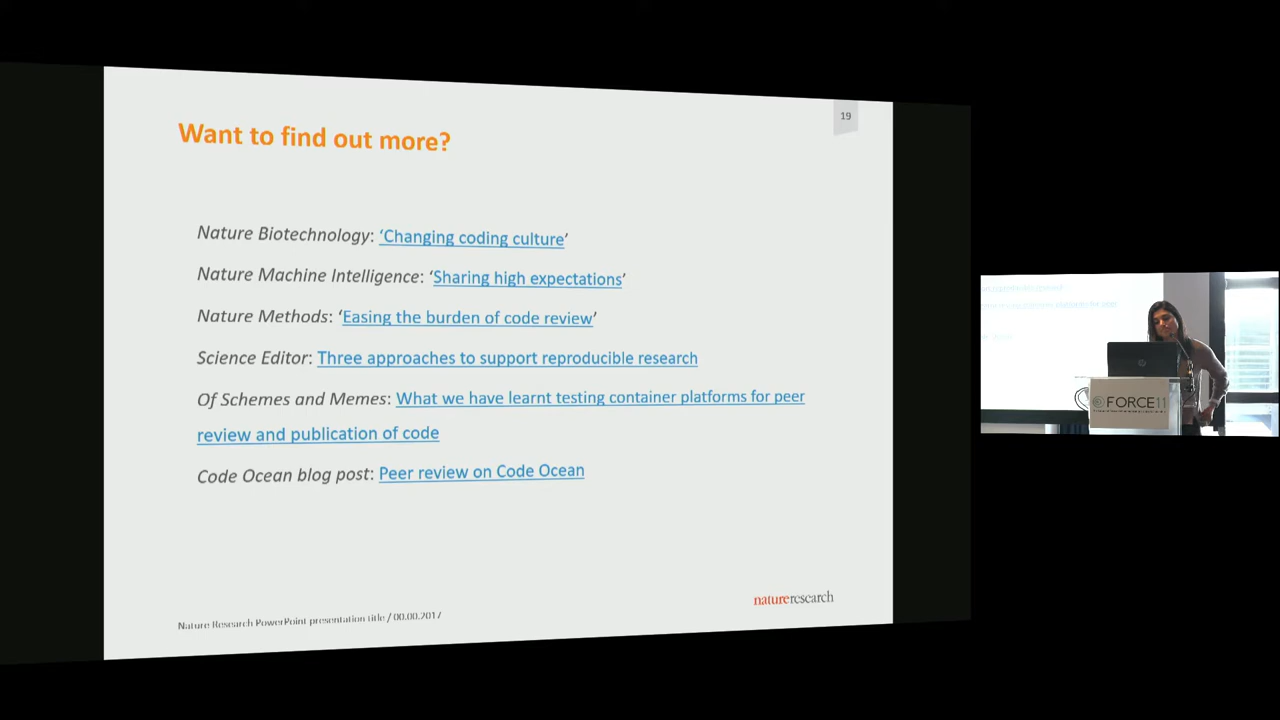 19
Want to find out more?
Nature Biotechnology: ‘Changing coding culture’
Nature Machine Intelligence: ‘Sharing high expectations’
Nature Methods: ‘Easing the burden of code review’
Science Editor: Three approaches to support reproducible research
Of Schemes and Memes: What we have learnt testing container platforms for peer
review and publication of code
Code Ocean blog post: Peer review on Code Ocean
natureresearch
Nature Research PowerPoint presentation title / 00.00.2017
FORCE11